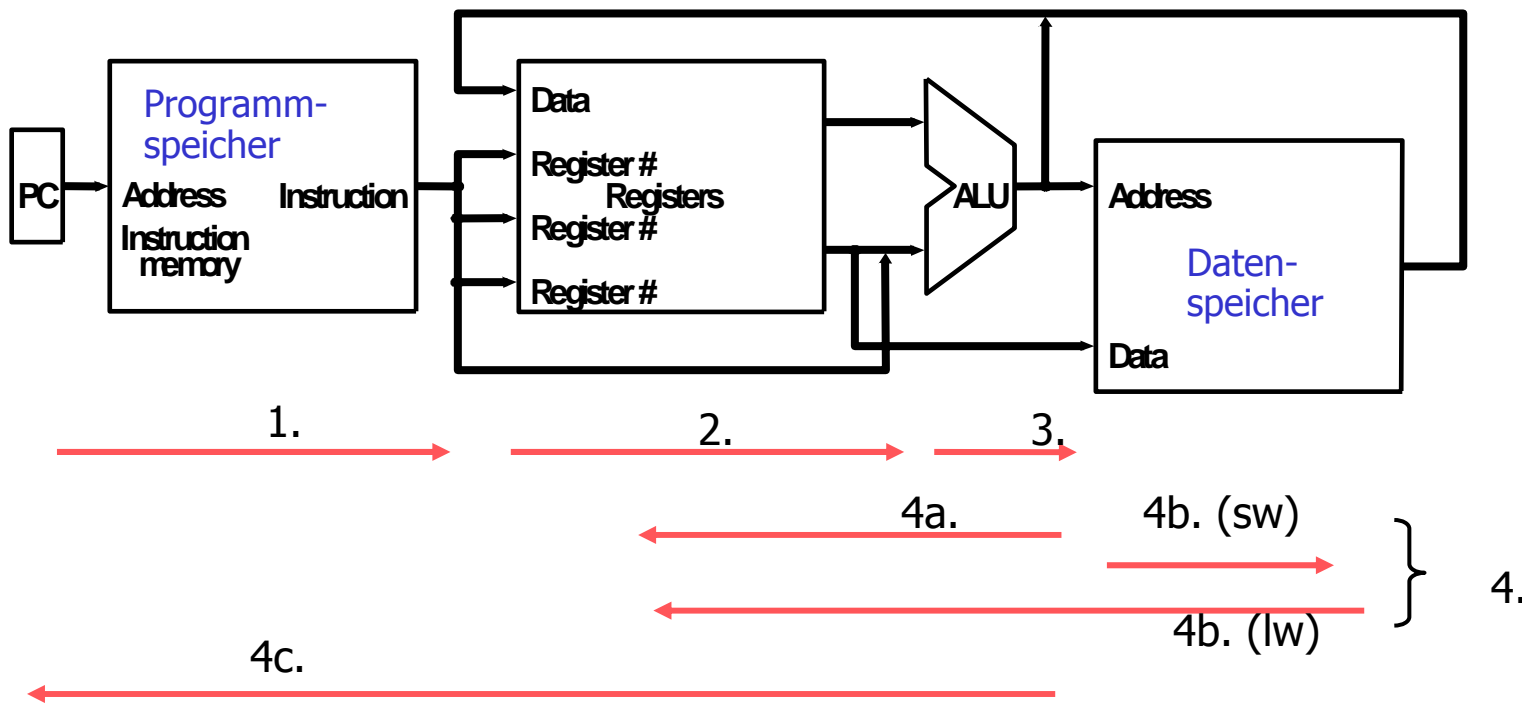 Programm-
speicher
PC
Address
Instruction
Instruction
memory
Data
Register #
Registers
Register #
Register #
ALU
Address
Daten-
speicher
Data
1.
2.
3.
4a.
4b. (sw)
4.
4b. (lw)
4c.